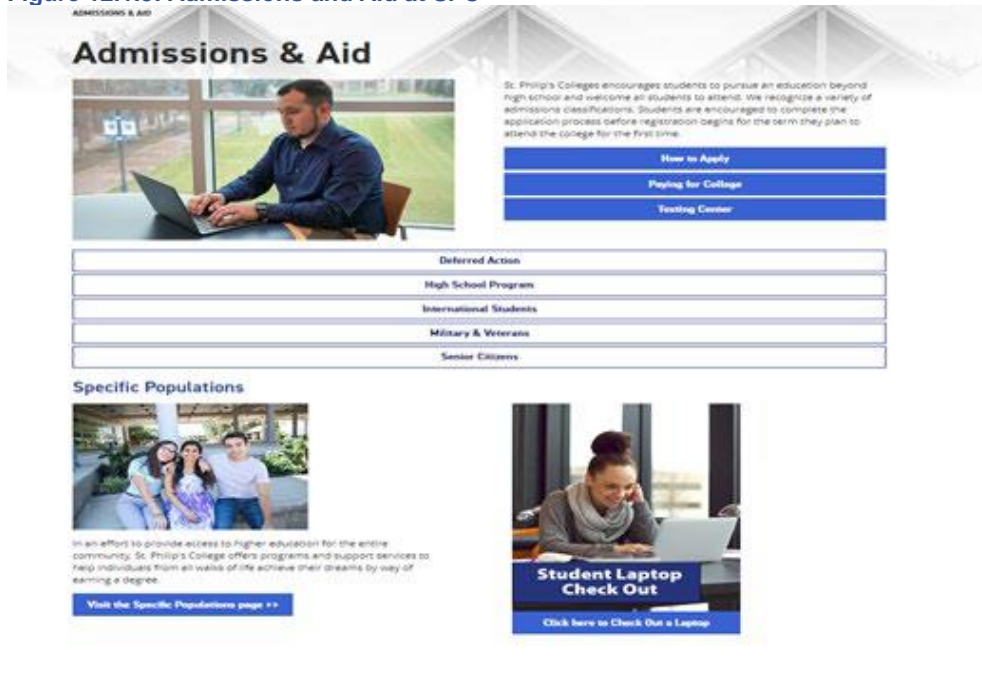 ADMISSIONS & AID
Admissions & Aid
St. Philip's Colleges encourages students to pursue an education beyond
high school and welcome all students to attend. We recognize a variety of
admissions classifications. Students are encouraged to complete the
application process before registration begins for the term they plan to
attend the college for the first time.
How to Apply
Paying for College
Testing Center
Deferred Action
High School Program
International Students
Military & Veterans
Senior Citizens
Specific Populations
In an effort to provide access to higher education for the entire
community, St. Philip's College offers programs and support services to
help individuals from all walks of life achieve their dreams by way of
earning a degree.
Visit the Specific Populations page >>
Student Laptop
Check Out
Click here to Check Out a Laptop